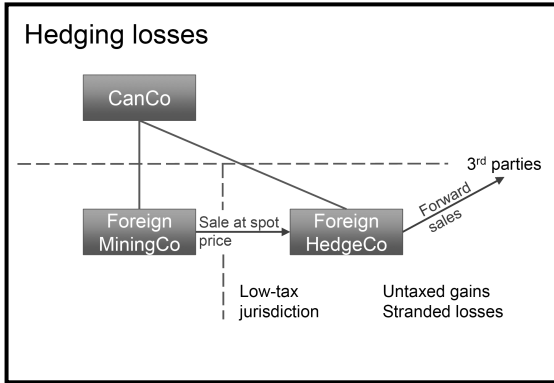 Hedging losses
CanCo
3rd parties
Foreign
MiningCo
Sale at spot
price
Foreign
HedgeCo
Forward
sales
Low-tax
jurisdiction
Untaxed gains
Stranded losses